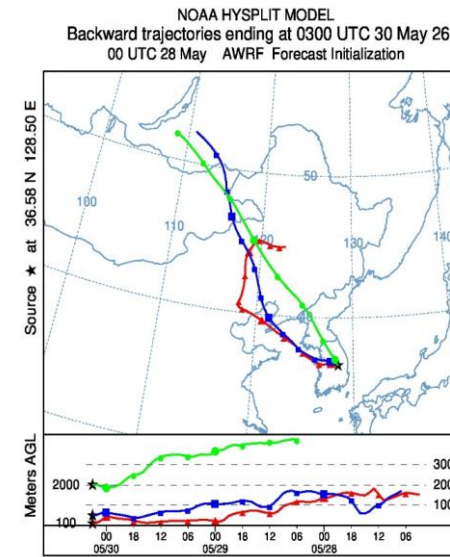 NOAA HYSPLIT MODEL
Backward trajectories ending at 0300 UTC 30 May 26
00 UTC 28 May AWRF Forecast Initialization
Source ★ at 36.58 N 128.50 E
50
100
110
20
130
140
40
Meters AGL
2000
100
300
200
100
00 18 12 06 00 18 12 06 00 18 12 06
05/30 05/29 05/28